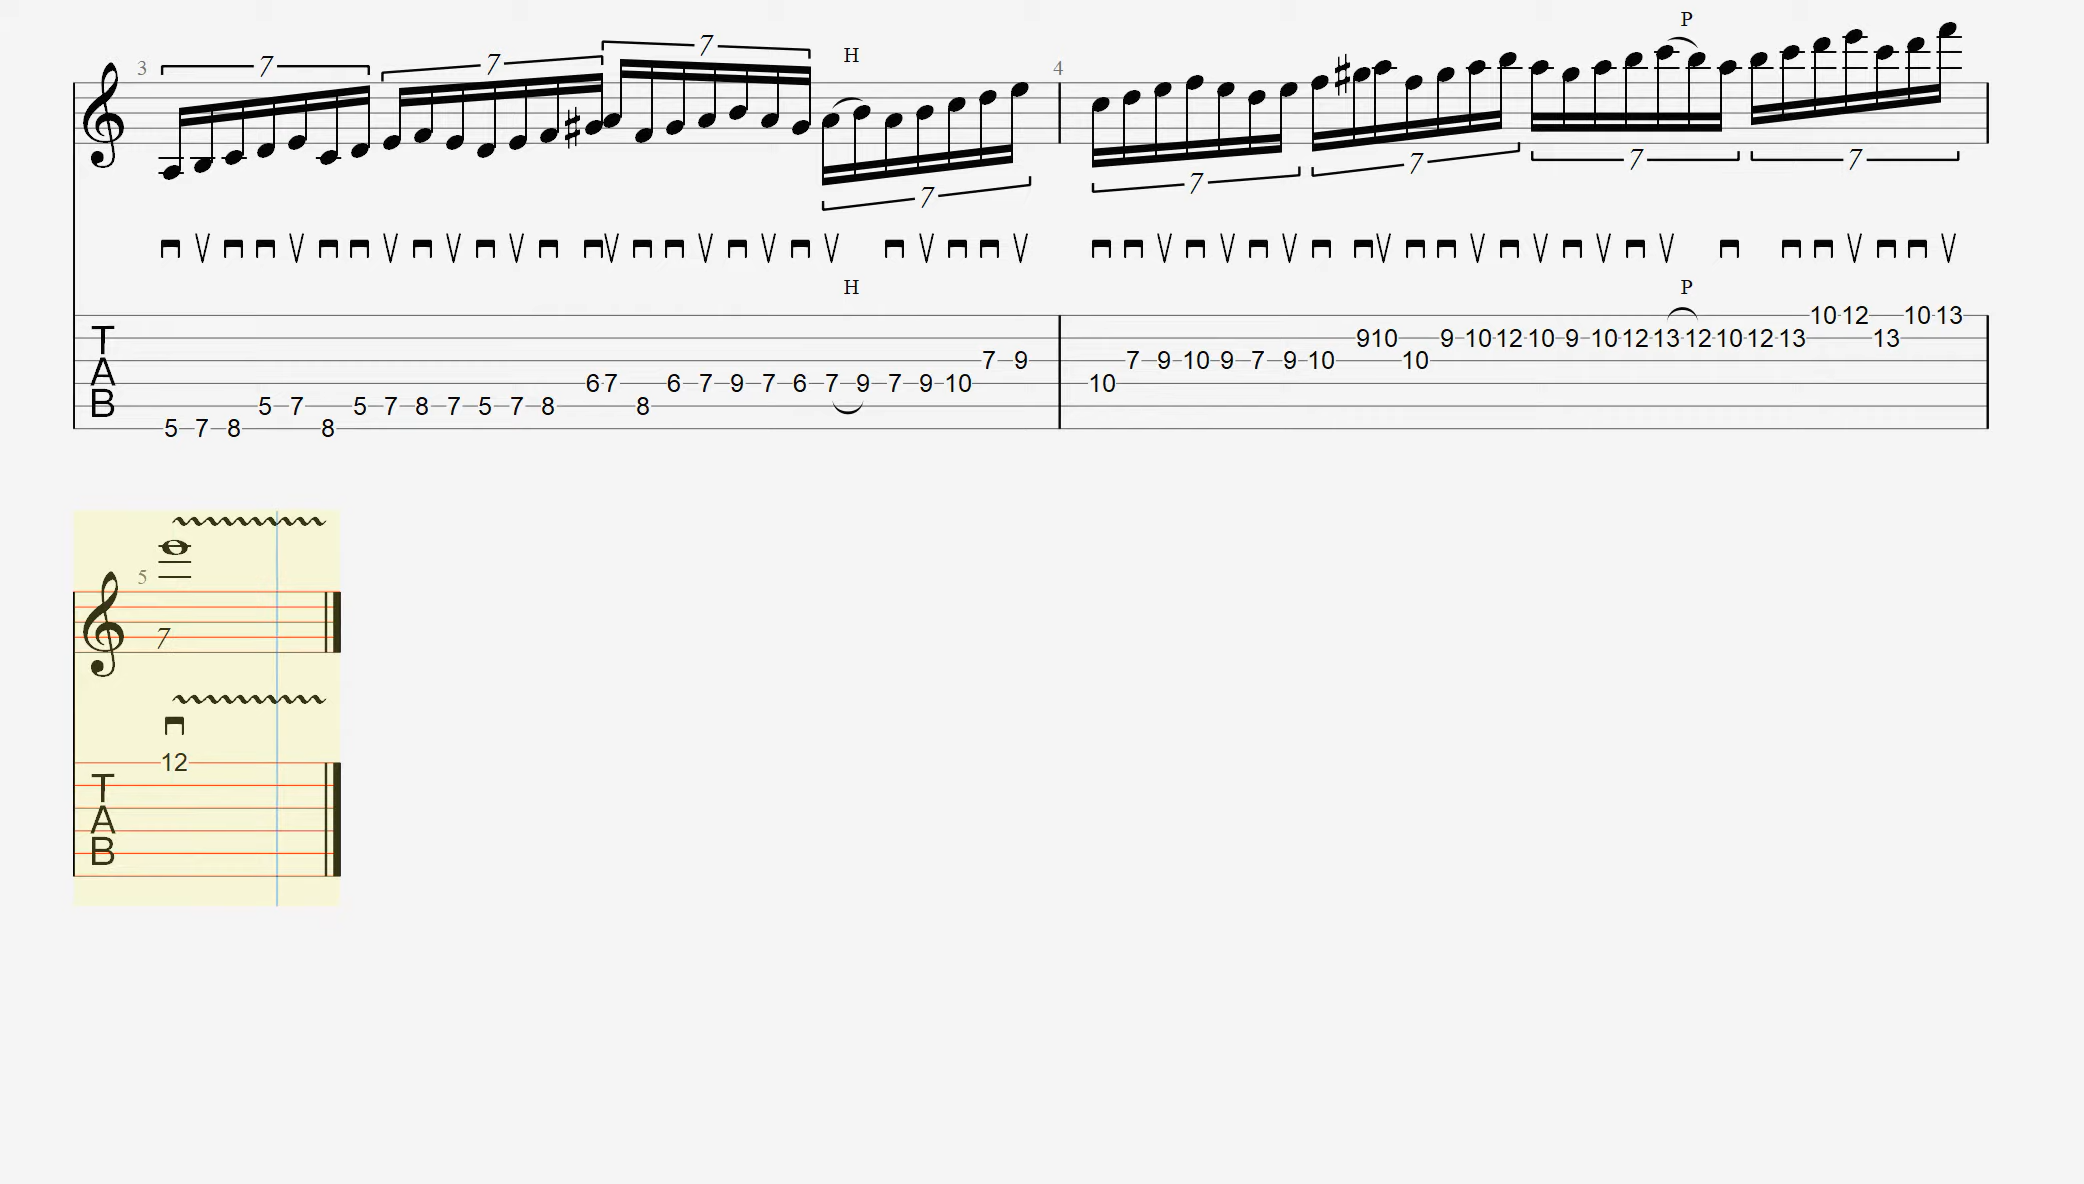 P
7 7 7 H
3 4
7 7 7 7 7
H P
10 12 10 13
9 10 9 10 12 10 9 10 12 13 12 10 12 13 13
7 9 7 9 10 9 7 9 10 10
6 7 6 7 9 7 6 7 9 7 9 10 10
5 7 5 7 8 7 5 7 8 8
5 7 8 8
T
A
B
5
7
12
T
A
B